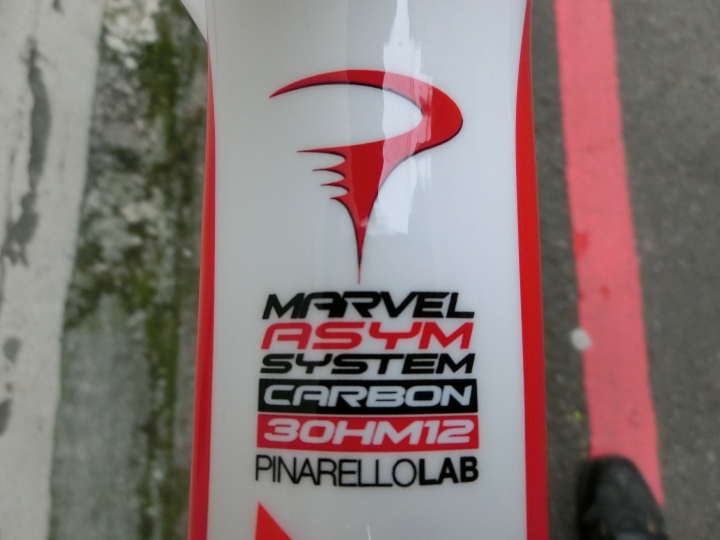 MARVEL
ASYM
SYSTEM
CARBON
30HM12
PINARELLOLAB